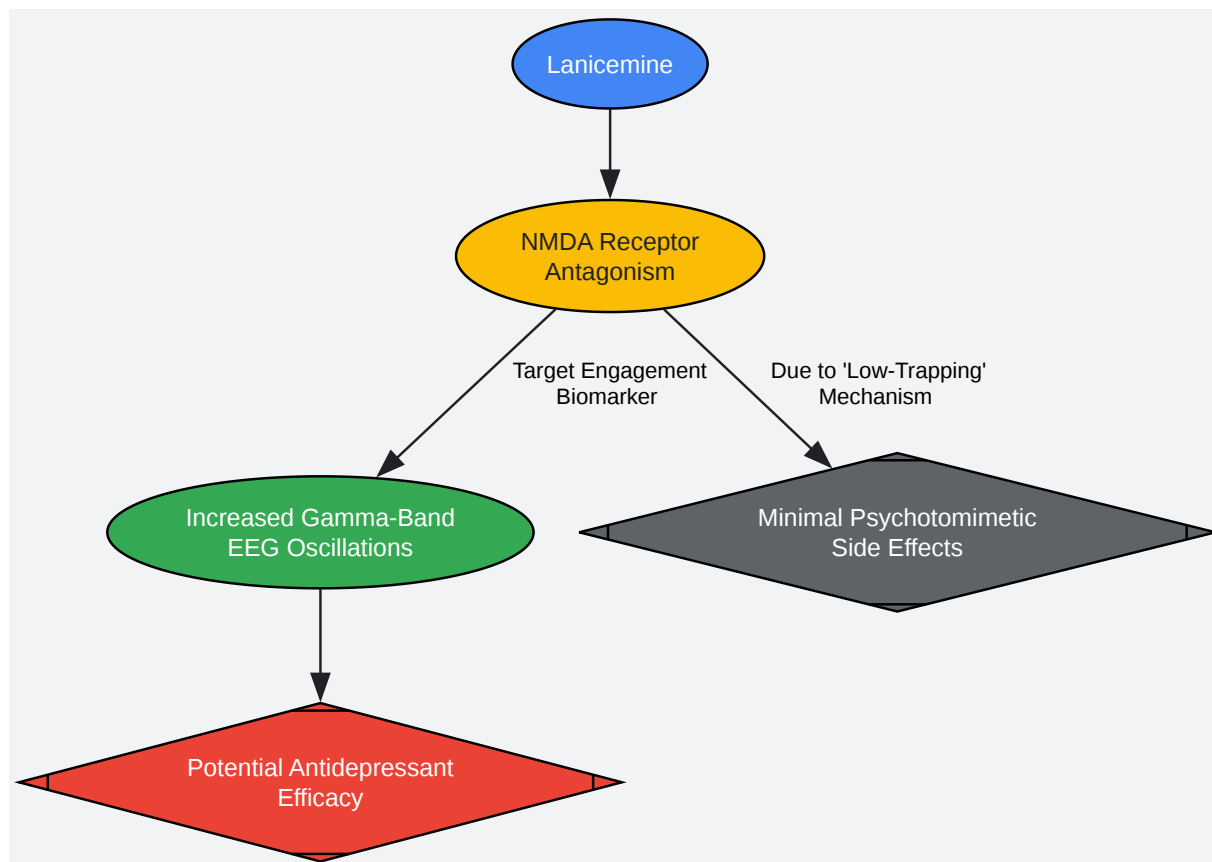 Lanicemine
NMDA Receptor
Antagonism
Target Engagement
Biomarker
Due to 'Low-Trapping'
Mechanism
Increased Gamma-Band
EEG Oscillations
Minimal Psychotomimetic
Side Effects
Potential Antidepressant
Efficacy